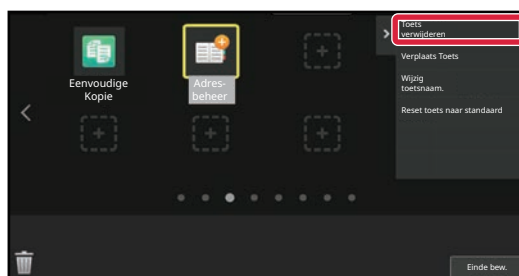 Eenvoudige
Kopie
Adres-
beheer
Toets
verwijderen
Verplaats Toets
Wijzig
toetsnaam.
Reset toets naar standaard
Einde bew.